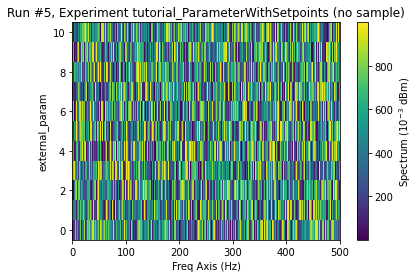 Run #5, Experiment tutorial_ParameterWithSetpoints (no sample)
10
8
6
4
2
0
external_param
0 100 200 300 400 500
Freq Axis (Hz)
800
600
400
200
Spectrum (10⁻³ dBm)